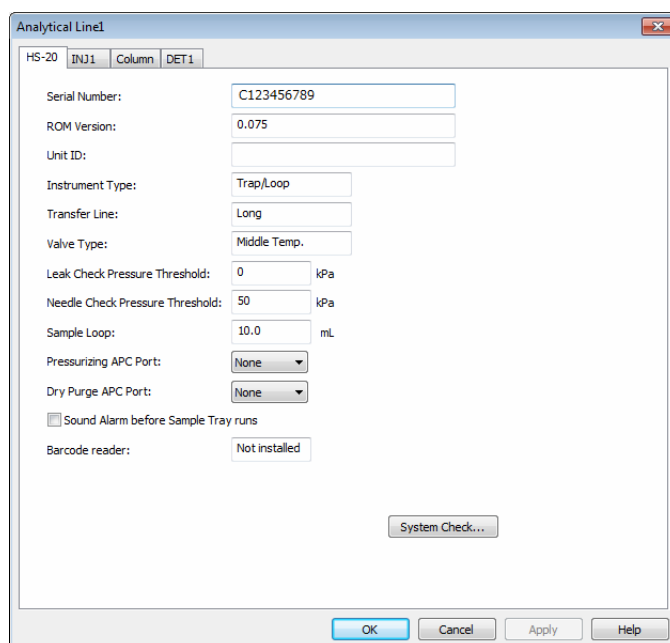 Analytical Line1
HS-20 INJ1 Column DET1
Serial Number: C123456789
ROM Version: 0.075
Unit ID:
Instrument Type: Trap/Loop
Transfer Line: Long
Valve Type: Middle Temp.
Leak Check Pressure Threshold: 0 kPa
Needle Check Pressure Threshold: 50 kPa
Sample Loop: 10.0 mL
Pressurizing APC Port: None
Dry Purge APC Port: None
Sound Alarm before Sample Tray runs
Barcode reader: Not installed
System Check...
OK Cancel Apply Help